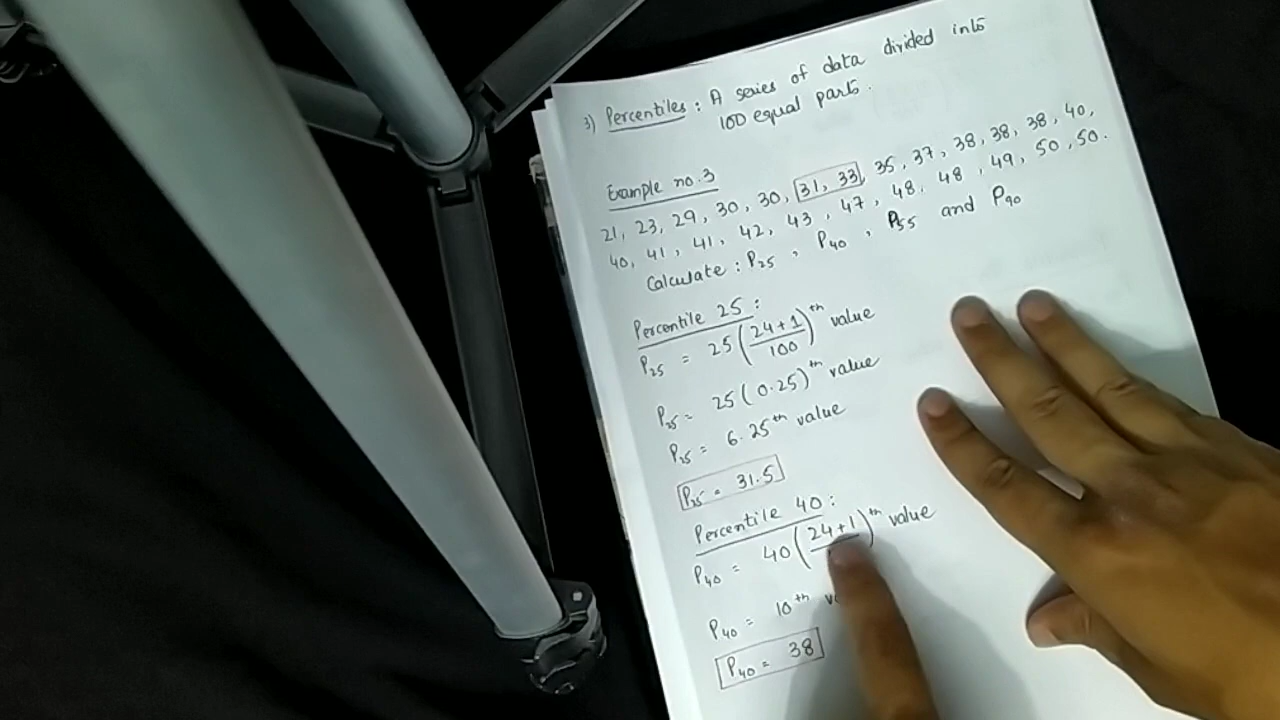 3) Percentiles : A series of data divided into
100 equal parts.
Example no.3
21, 23, 29, 30, 30, 31, 33, 35, 37, 38, 38, 38, 40,
40, 41, 41, 42, 43, 47, 48, 48, 49, 50, 50.
Calculate : P25 , P40 , P55 and P90
Percentile 25 :
P25 = 25 (24+1/100)th value
P25 = 25 (0.25)th value
P25 = 6.25th value
P25 = 31.5
Percentile 40 :
P40 = 40 (24+1)th value
P40 = 10th
P40 = 38